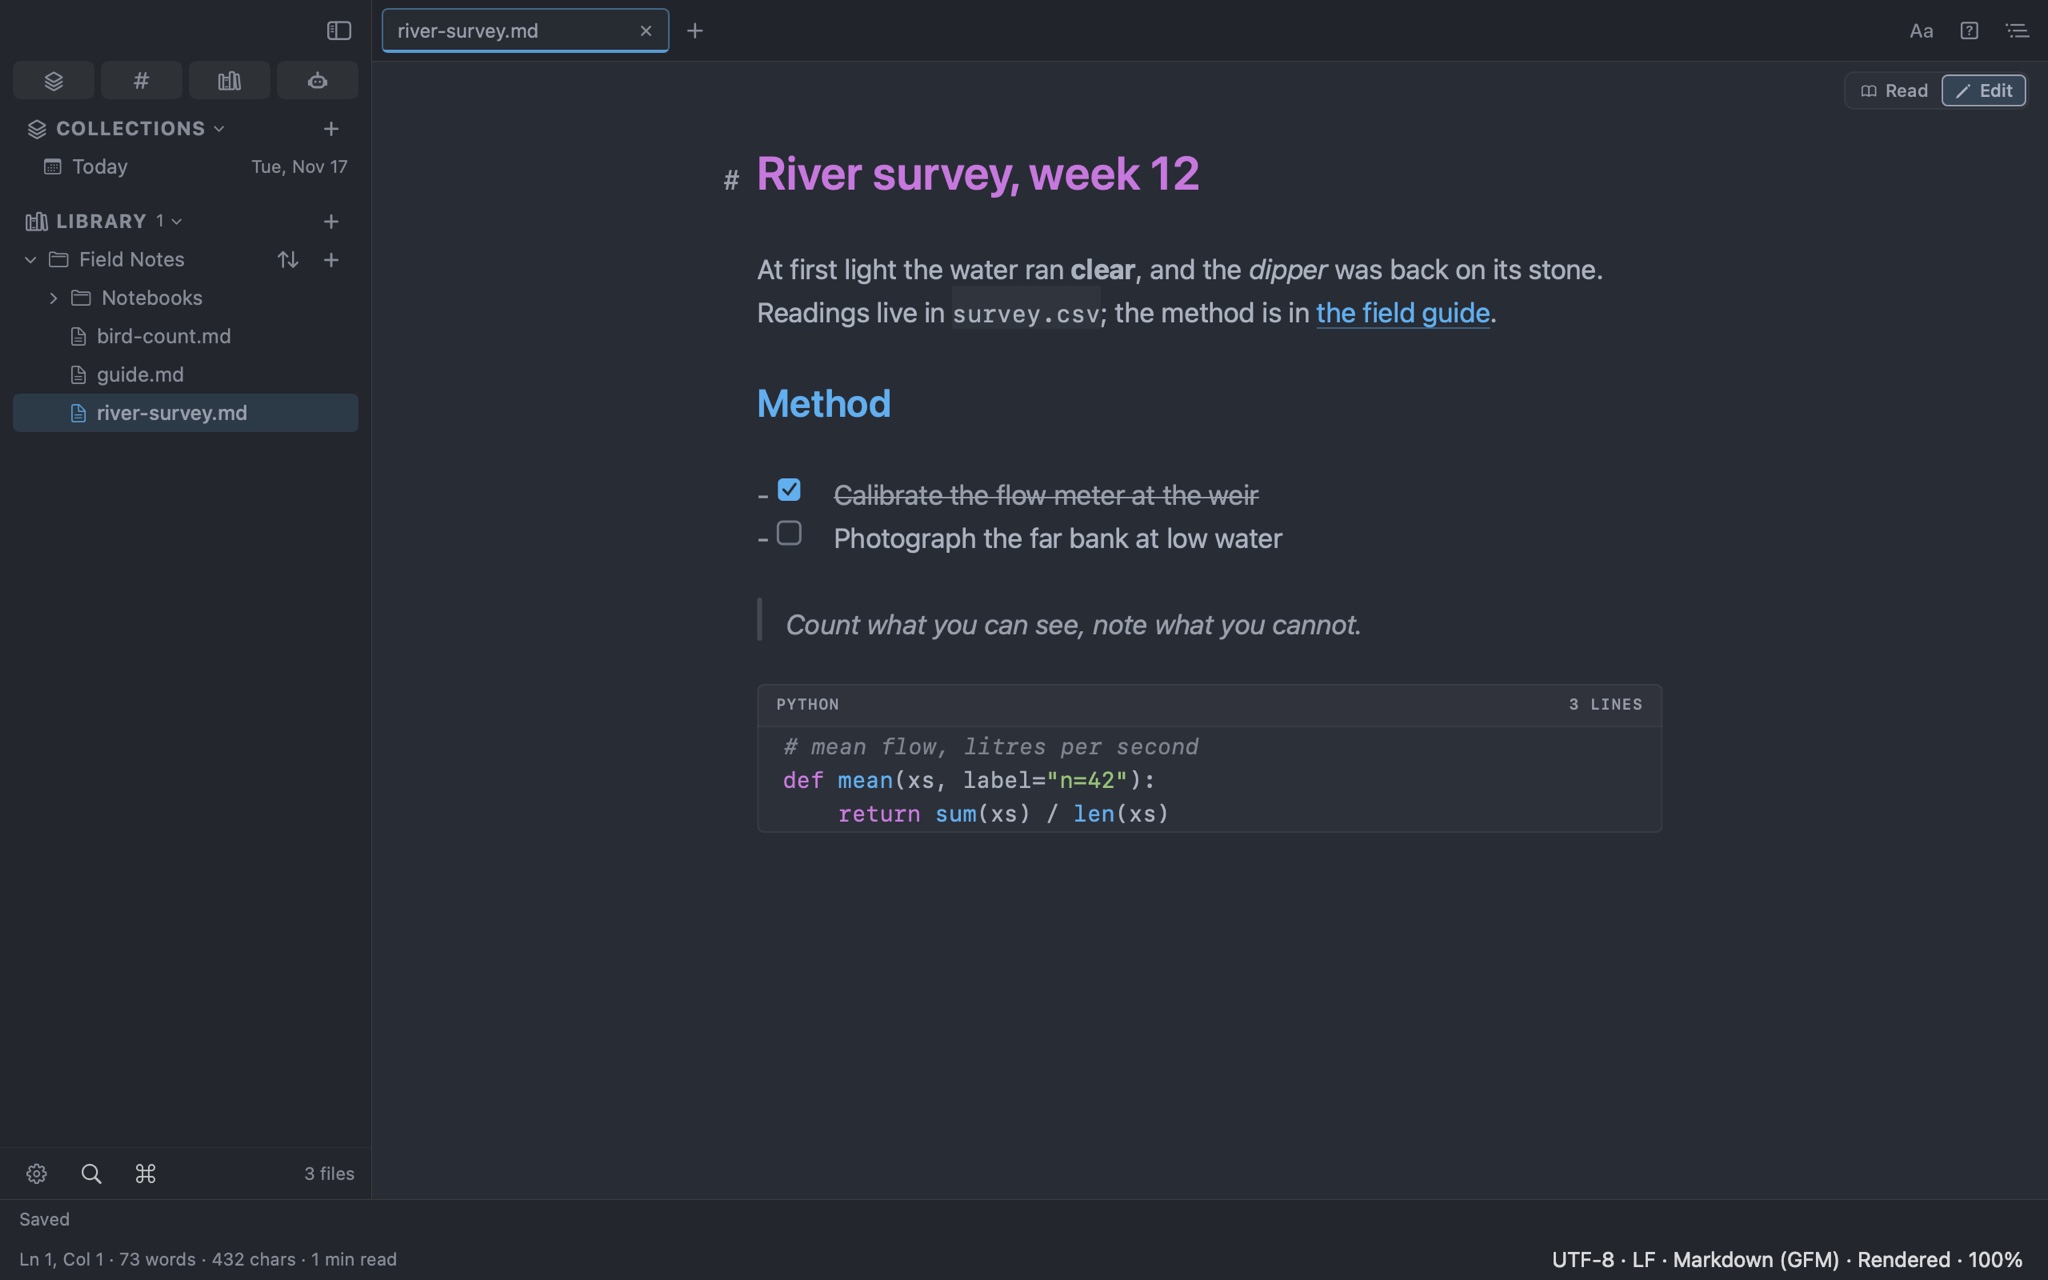 river-survey.md
Aa
Read
Edit
#
COLLECTIONS
Today
Tue, Nov 17
LIBRARY 1
Field Notes
Notebooks
bird-count.md
guide.md
river-survey.md
# River survey, week 12
At first light the water ran clear, and the dipper was back on its stone.
Readings live in survey.csv; the method is in the field guide.
Method
- Calibrate the flow meter at the weir
- Photograph the far bank at low water
Count what you can see, note what you cannot.
PYTHON
3 LINES
# mean flow, litres per second
def mean(xs, label="n=42"):
    return sum(xs) / len(xs)
3 files
Saved
Ln 1, Col 1 · 73 words · 432 chars · 1 min read
UTF-8 · LF · Markdown (GFM) · Rendered · 100%